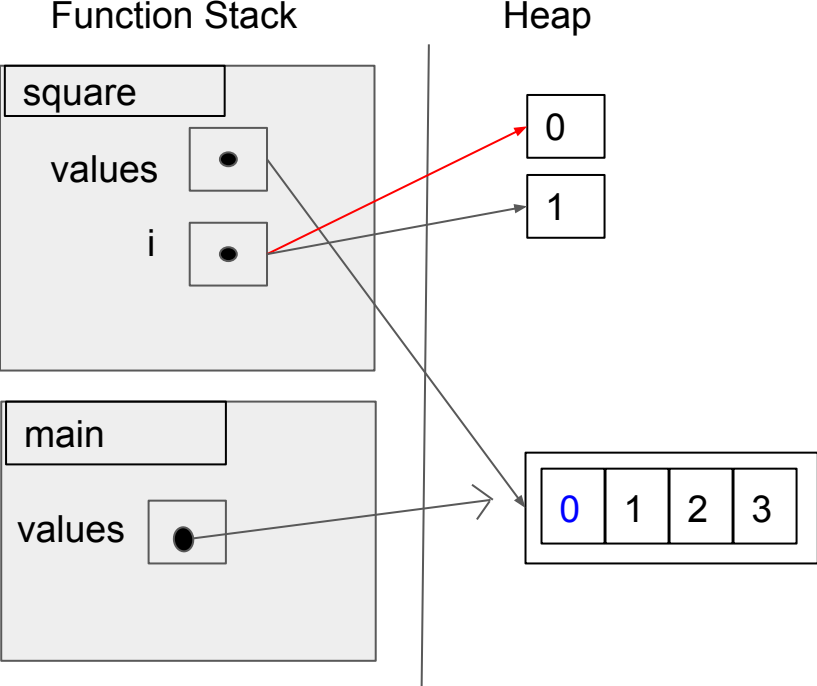 Function Stack
Heap
square
values
0
i
1
main
values
0 1 2 3